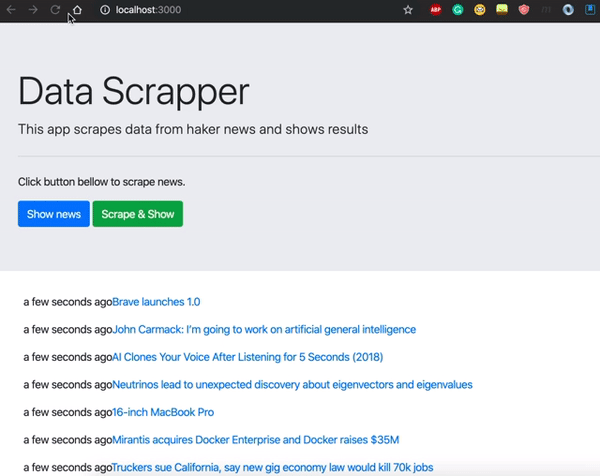 localhost:3000
ABP
Data Scrapper
This app scrapes data from haker news and shows results
Click button bellow to scrape news.
Show news Scrape & Show
a few seconds agoBrave launches 1.0
a few seconds agoJohn Carmack: I'm going to work on artificial general intelligence
a few seconds agoAI Clones Your Voice After Listening for 5 Seconds (2018)
a few seconds agoNeutrinos lead to unexpected discovery about eigenvectors and eigenvalues
a few seconds ago16-inch MacBook Pro
a few seconds agoMirantis acquires Docker Enterprise and Docker raises $35M
a few seconds agoTruckers sue California, say new gig economy law would kill 70k jobs